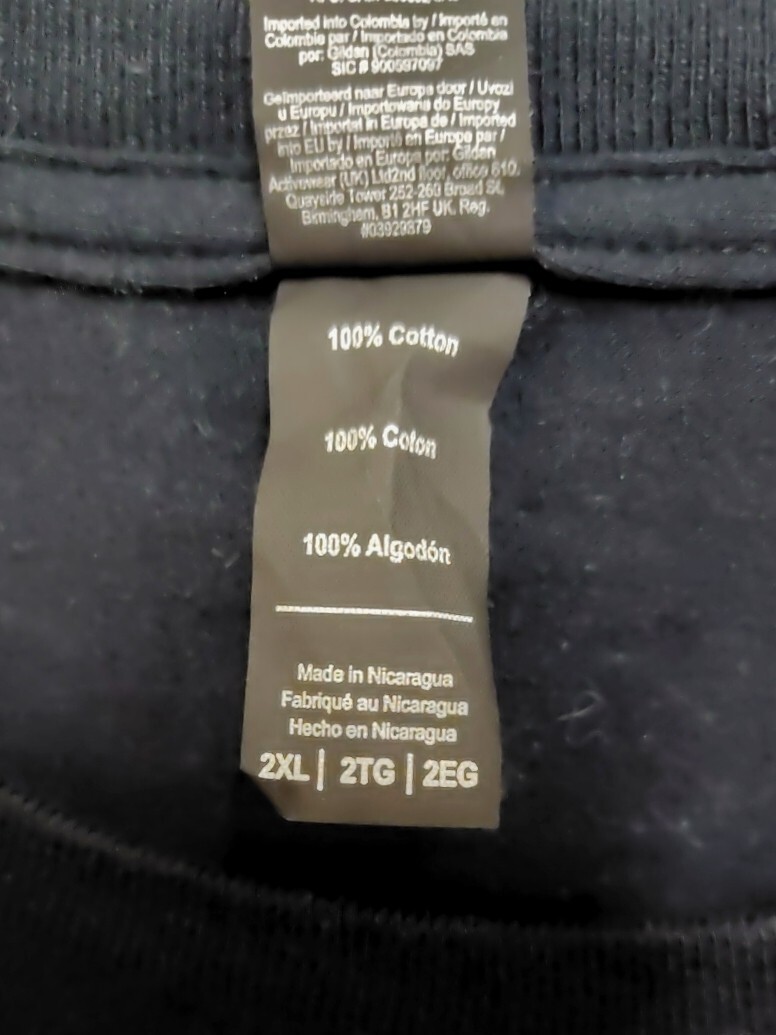 Imported into Colombia by / Importé en
Colombie par / Importado en Colombia
por: Gildan (Colombia) SAS
SIC # 900597097
Geïmporteerd naar Europa door / Uvozi
u Europu / Importowane do Europy
przez / Importat în Europa de / Imported
into EU by / Importé en Europe par /
Importado en Europa por: Gildan
Activewear (UK) Ltd2nd floor, office 610,
Quayside Tower 252-260 Broad St,
Birmingham, B1 2HF UK. Reg.
#03929379
100% Cotton
100% Coton
100% Algodón
Made in Nicaragua
Fabriqué au Nicaragua
Hecho en Nicaragua
2XL | 2TG | 2EG